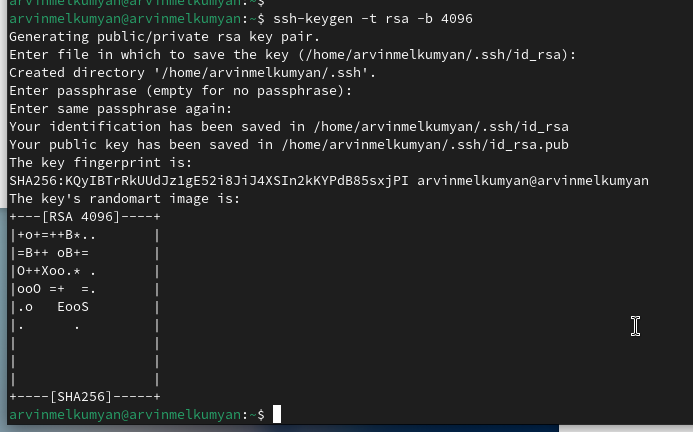 arvinmelkumyan@arvinmelkumyan:~$
arvinmelkumyan@arvinmelkumyan:~$ ssh-keygen -t rsa -b 4096
Generating public/private rsa key pair.
Enter file in which to save the key (/home/arvinmelkumyan/.ssh/id_rsa):
Created directory '/home/arvinmelkumyan/.ssh'.
Enter passphrase (empty for no passphrase):
Enter same passphrase again:
Your identification has been saved in /home/arvinmelkumyan/.ssh/id_rsa
Your public key has been saved in /home/arvinmelkumyan/.ssh/id_rsa.pub
The key fingerprint is:
SHA256:KQyIBTrRkUUdJzlgE52i8JiJ4XSIn2kKYPdB85sxjPI arvinmelkumyan@arvinmelkumyan
The key's randomart image is:
+---[RSA 4096]----+
|+o+=++B*..       |
|=B++ oB+=        |
|O++Xoo.* .       |
|ooO =+  =.       |
|.o   EooS        |
|.      .         |
|                 |
|                 |
|                 |
+----[SHA256]-----+
arvinmelkumyan@arvinmelkumyan:~$